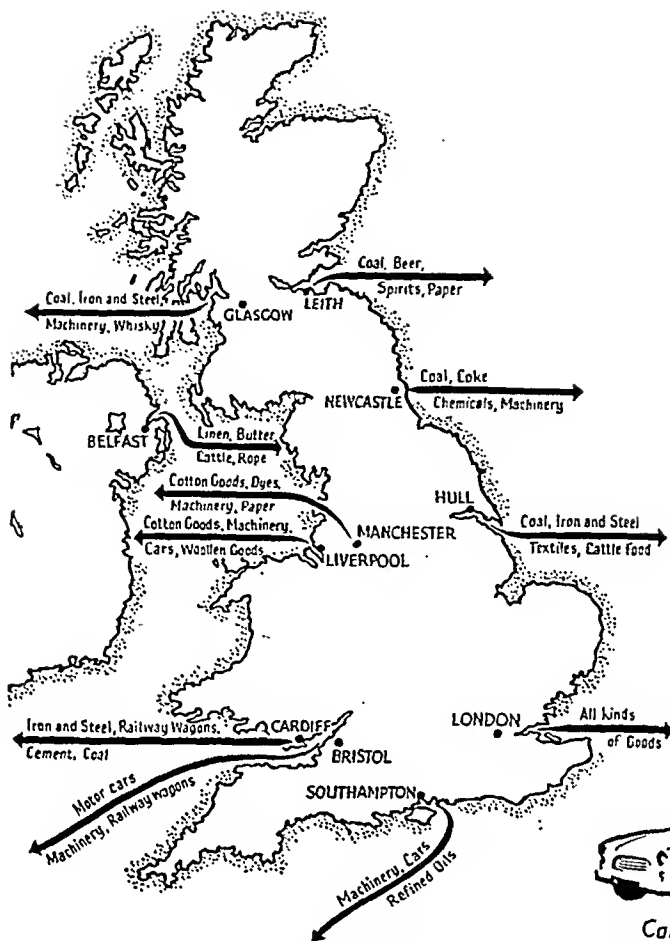 Coal, Beer,
Spirits, Paper
LEITH
Coal, Iron and Steel,
Machinery, Whisky
GLASGOW
NEWCASTLE
Coal, Coke
Chemicals, Machinery
BELFAST
Linen, Butter
Cattle, Rope
Cotton Goods, Dyes,
Machinery, Paper
MANCHESTER
HULL
Coal, Iron and Steel
Textiles, Cattle Food
Cotton Goods, Machinery,
Cars, Woollen Goods
LIVERPOOL
Iron and Steel, Railway Wagons,
Cement, Coal
CARDIFF
BRISTOL
LONDON
All kinds
of Goods
Motor cars
Machinery, Railway wagons
SOUTHAMPTON
Machinery, Cars
Refined Oils